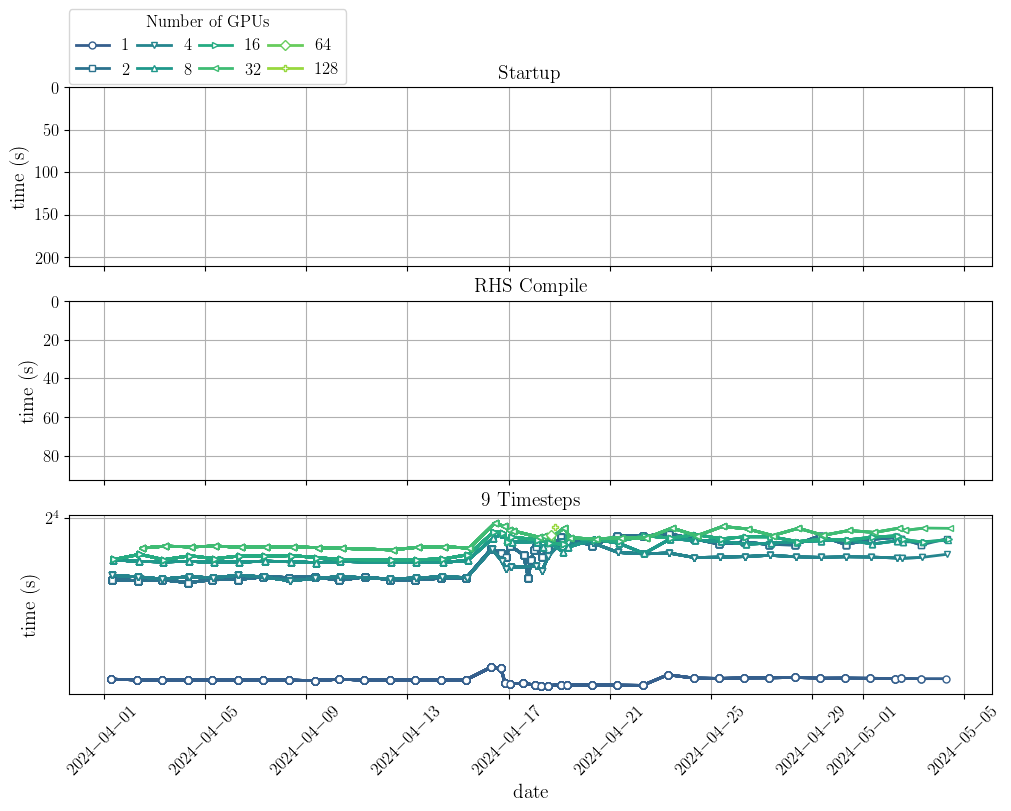 Number of GPUs
1 4 16 64
2 8 32 128
Startup
0
50
100
150
200
time (s)
RHS Compile
0
20
40
60
80
time (s)
9 Timesteps
2⁴
time (s)
2024−04−01 2024−04−05 2024−04−09 2024−04−13 2024−04−17 2024−04−21 2024−04−25 2024−04−29 2024−05−01 2024−05−05
date